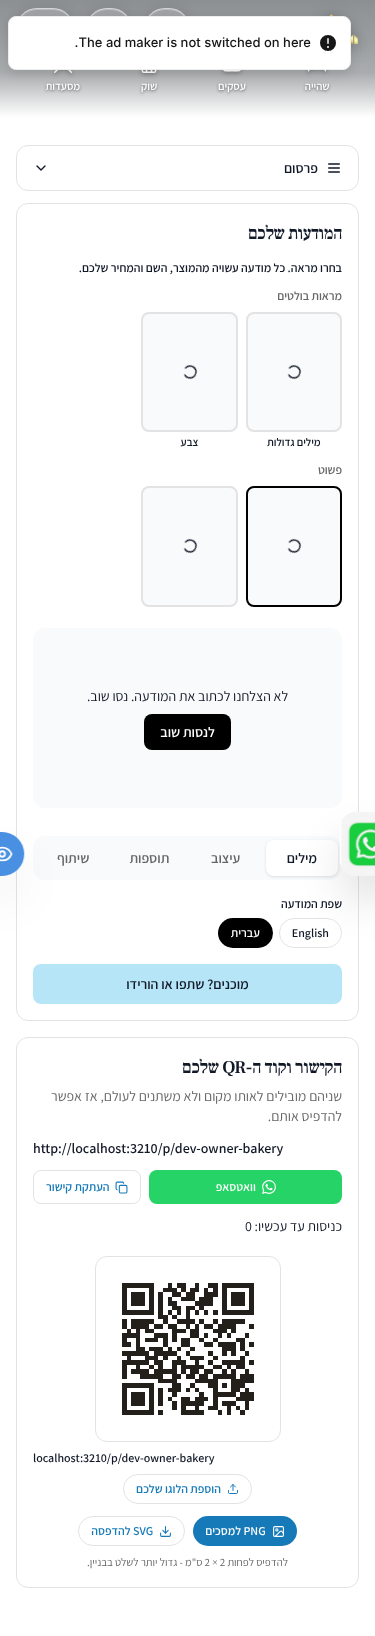 The ad maker is not switched on here.
שהייה
עסקים
שוק
מסעדות
פרסום
המודעות שלכם
בחרו מראה. כל מודעה עשויה מהמוצר, השם והמחיר שלכם.
מראות בולטים
מילים גדולות
צבע
פשוט
לא הצלחנו לכתוב את המודעה. נסו שוב.
לנסות שוב
מילים
עיצוב
תוספות
שיתוף
שפת המודעה
English
עברית
מוכנים? שתפו או הורידו
הקישור וקוד ה-QR שלכם
שניהם מובילים לאותו מקום ולא משתנים לעולם, אז אפשר
להדפיס אותם.
http://localhost:3210/p/dev-owner-bakery
וואטסאפ
העתקת קישור
כניסות עד עכשיו: 0
localhost:3210/p/dev-owner-bakery
הוספת הלוגו שלכם
PNG למסכים
SVG להדפסה
להדפיס לפחות 2 × 2 ס"מ - גדול יותר לשלט בבניין.